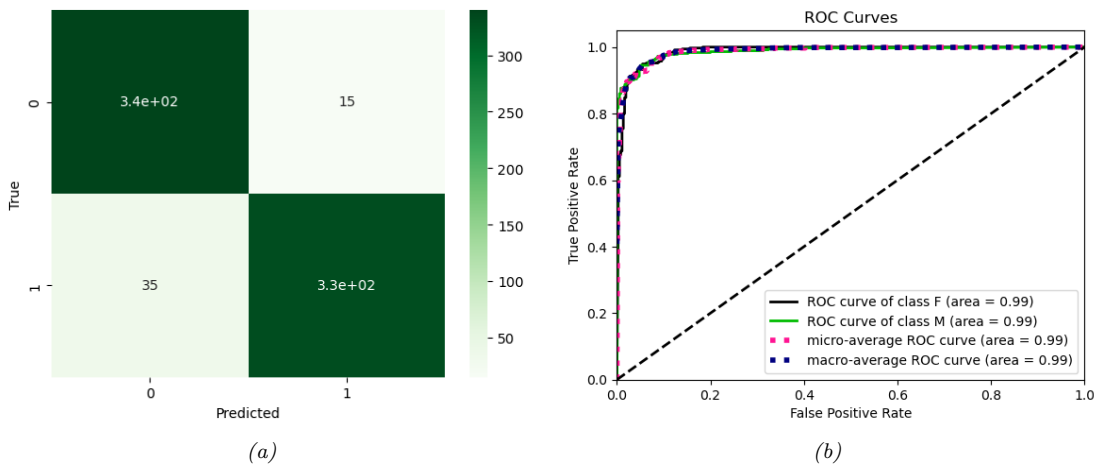 3.4e+02
15
35
3.3e+02
0
1
True
0
1
Predicted
350
300
250
200
150
100
50
(a)
ROC Curves
1.0
0.8
0.6
0.4
0.2
0.0
True Positive Rate
0.0
0.2
0.4
0.6
0.8
1.0
False Positive Rate
ROC curve of class F (area = 0.99)
ROC curve of class M (area = 0.99)
micro-average ROC curve (area = 0.99)
macro-average ROC curve (area = 0.99)
(b)